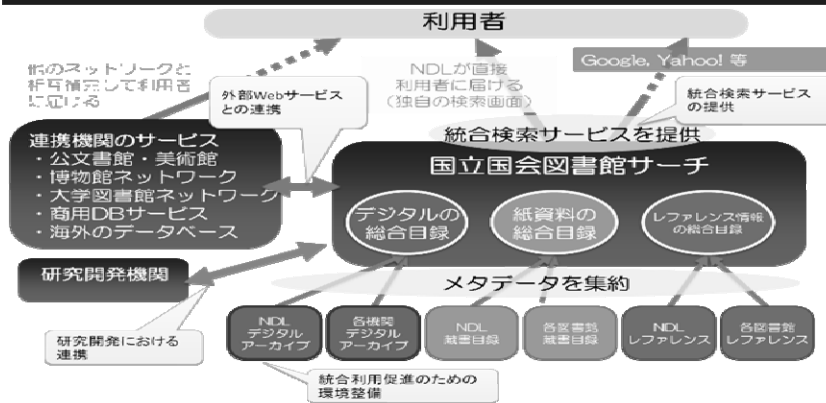 利用者
他のネットワークと
相互補完して利用者
に届ける
NDLが直接
利用者に届ける
(独自の検索画面)
Google, Yahoo! 等
外部Webサービス
との連携
統合検索サービス
の提供
連携機関のサービス
・公文書館・美術館
・博物館ネットワーク
・大学図書館ネットワーク
・商用DBサービス
・海外のデータベース
統合検索サービスを提供
国立国会図書館サーチ
デジタルの
総合目録
紙資料の
総合目録
レファレンス情報
の総合目録
研究開発機関
メタデータを集約
研究開発における
連携
NDL
デジタル
アーカイブ
各機関
デジタル
アーカイブ
NDL
蔵書目録
各図書館
蔵書目録
NDL
レファレンス
各図書館
レファレンス
統合利用促進のための
環境整備